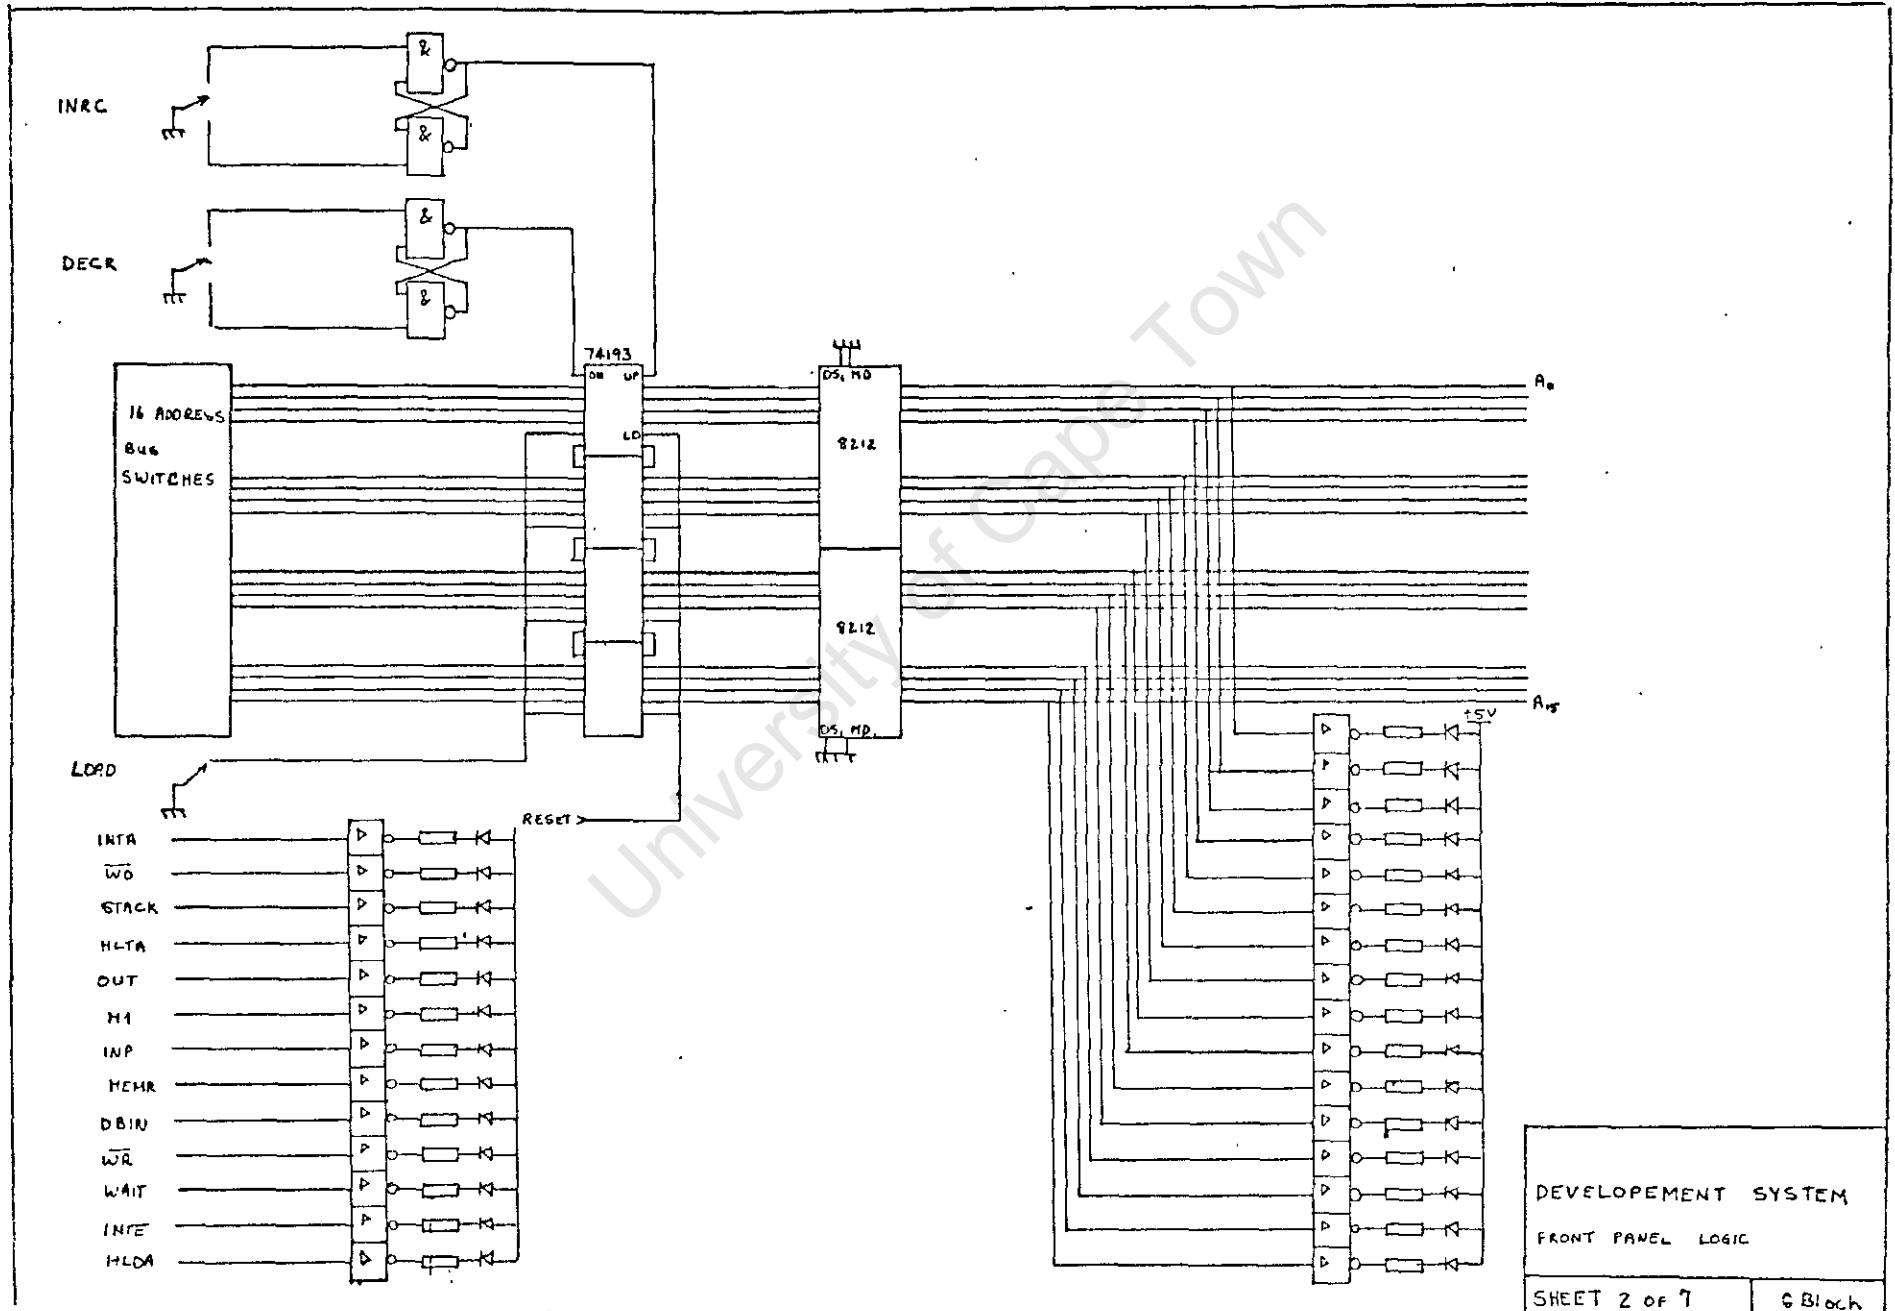 INRC
&
&
DECR
&
&
74193
DN UP
LD
16 ADDRESS
BUS
SWITCHES
DS1 MD
8212
8212
DS1 MD
A0
A15
+5V
LOAD
RESET >
INTA
W̅O̅
STACK
HLTA
OUT
M1
INP
MEMR
DBIN
W̅R̅
WAIT
INTE
HLDA
University of Cape Town
DEVELOPEMENT SYSTEM
FRONT PANEL LOGIC
SHEET 2 OF 7
G Bloch